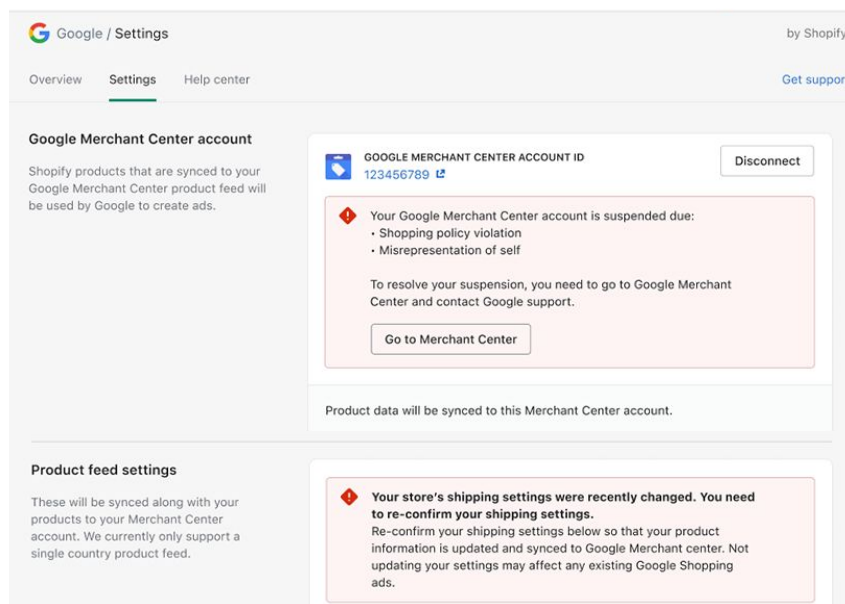 Google / Settings
by Shopify
Overview
Settings
Help center
Get suppor
Google Merchant Center account
Shopify products that are synced to your
Google Merchant Center product feed will
be used by Google to create ads.
GOOGLE MERCHANT CENTER ACCOUNT ID
123456789
Disconnect
Your Google Merchant Center account is suspended due:
• Shopping policy violation
• Misrepresentation of self
To resolve your suspension, you need to go to Google Merchant
Center and contact Google support.
Go to Merchant Center
Product data will be synced to this Merchant Center account.
Product feed settings
These will be synced along with your
products to your Merchant Center
account. We currently only support a
single country product feed.
Your store's shipping settings were recently changed. You need
to re-confirm your shipping settings.
Re-confirm your shipping settings below so that your product
information is updated and synced to Google Merchant center. Not
updating your settings may affect any existing Google Shopping
ads.